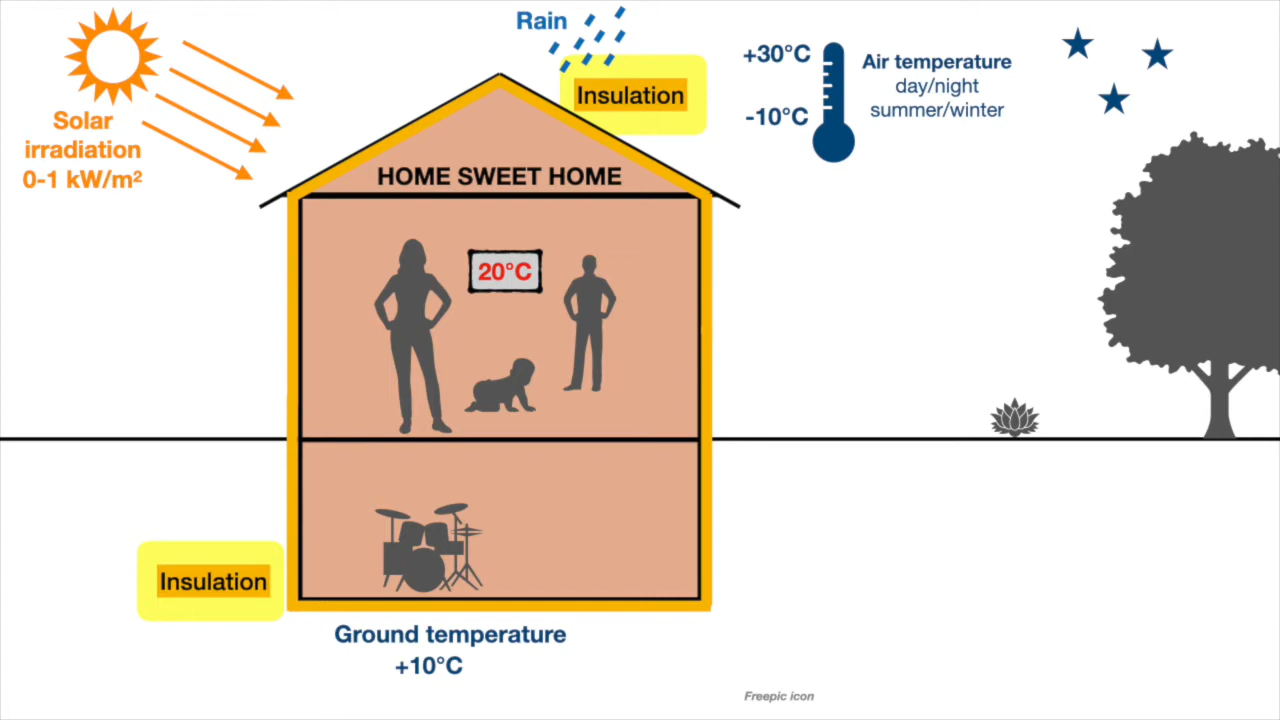 Rain
Insulation
+30°C
-10°C
Air temperature
day/night
summer/winter
Solar
irradiation
0-1 kW/m²
HOME SWEET HOME
20°C
Insulation
Ground temperature
+10°C
Freepic icon